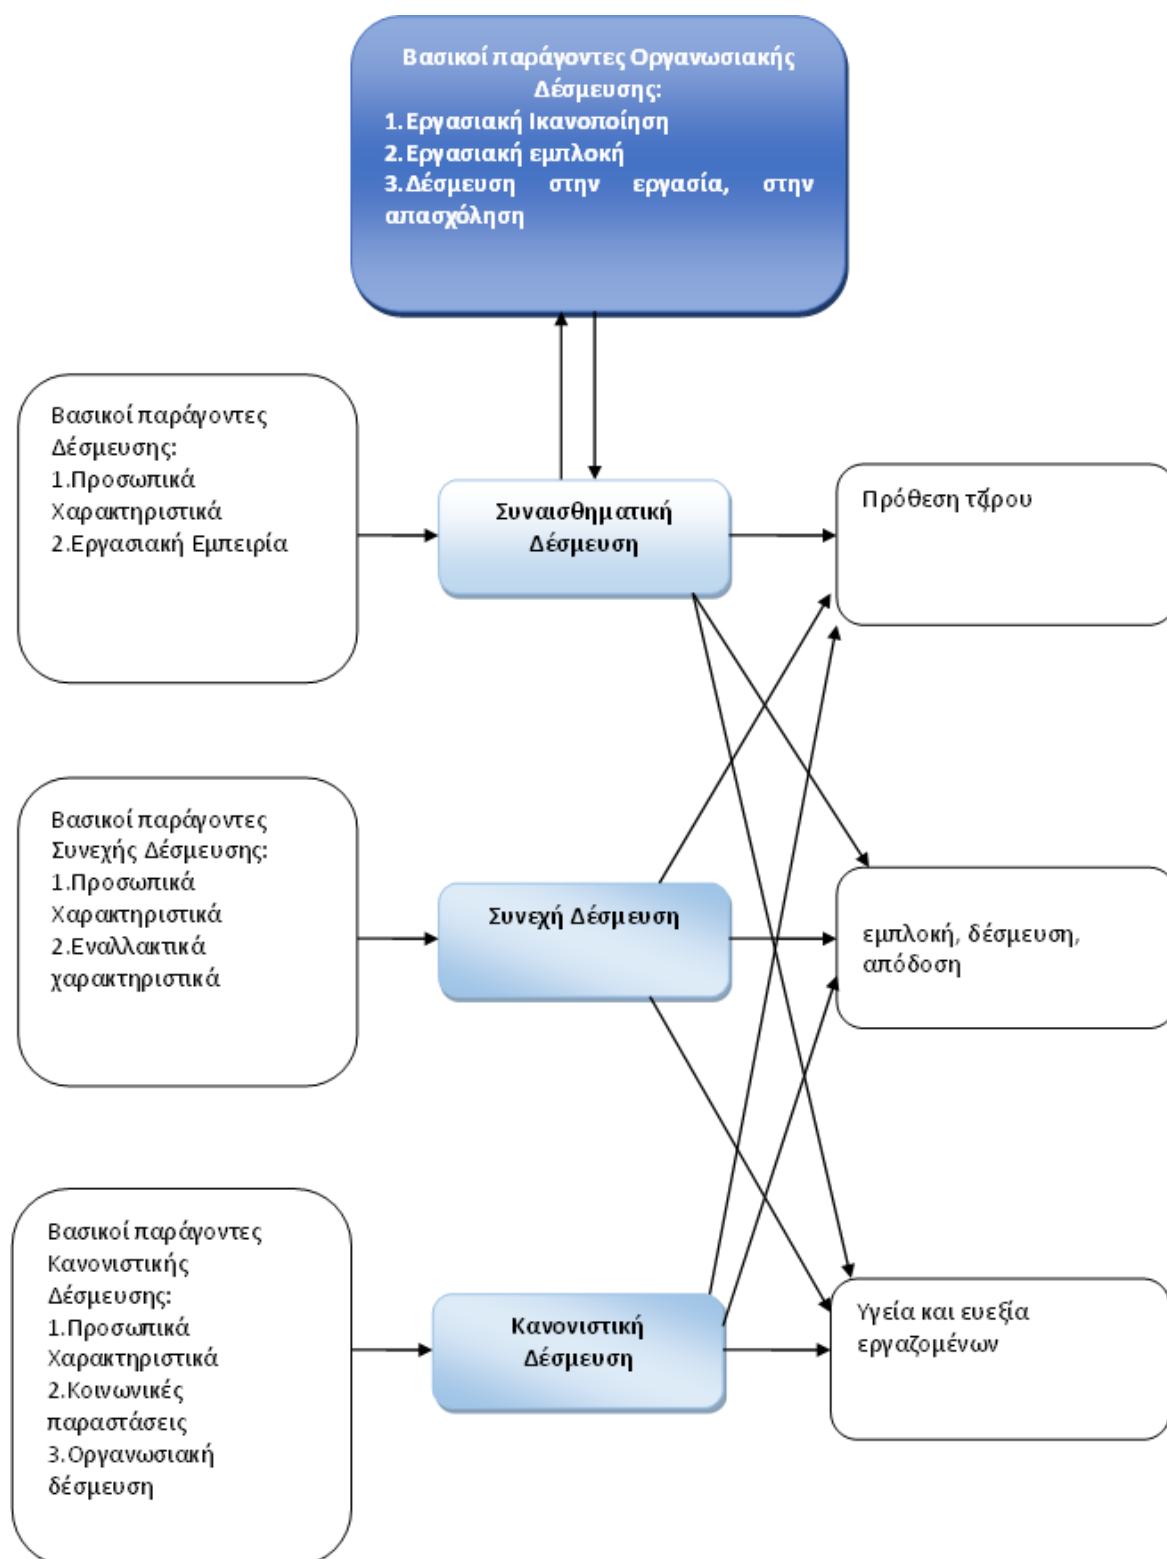 Βασικοί παράγοντες Οργανωσιακής
Δέσμευσης:
1.Εργασιακή Ικανοποίηση
2.Εργασιακή εμπλοκή
3.Δέσμευση στην εργασία, στην
απασχόληση
Βασικοί παράγοντες
Δέσμευσης:
1.Προσωπικά
Χαρακτηριστικά
2.Εργασιακή Εμπειρία
Συναισθηματική
Δέσμευση
Πρόθεση τζίρου
Βασικοί παράγοντες
Συνεχής Δέσμευσης:
1.Προσωπικά
Χαρακτηριστικά
2.Εναλλακτικά
χαρακτηριστικά
Συνεχή Δέσμευση
εμπλοκή, δέσμευση,
απόδοση
Βασικοί παράγοντες
Κανονιστικής
Δέσμευσης:
1.Προσωπικά
Χαρακτηριστικά
2.Κοινωνικές
παραστάσεις
3.Οργανωσιακή
δέσμευση
Κανονιστική
Δέσμευση
Υγεία και ευεξία
εργαζομένων